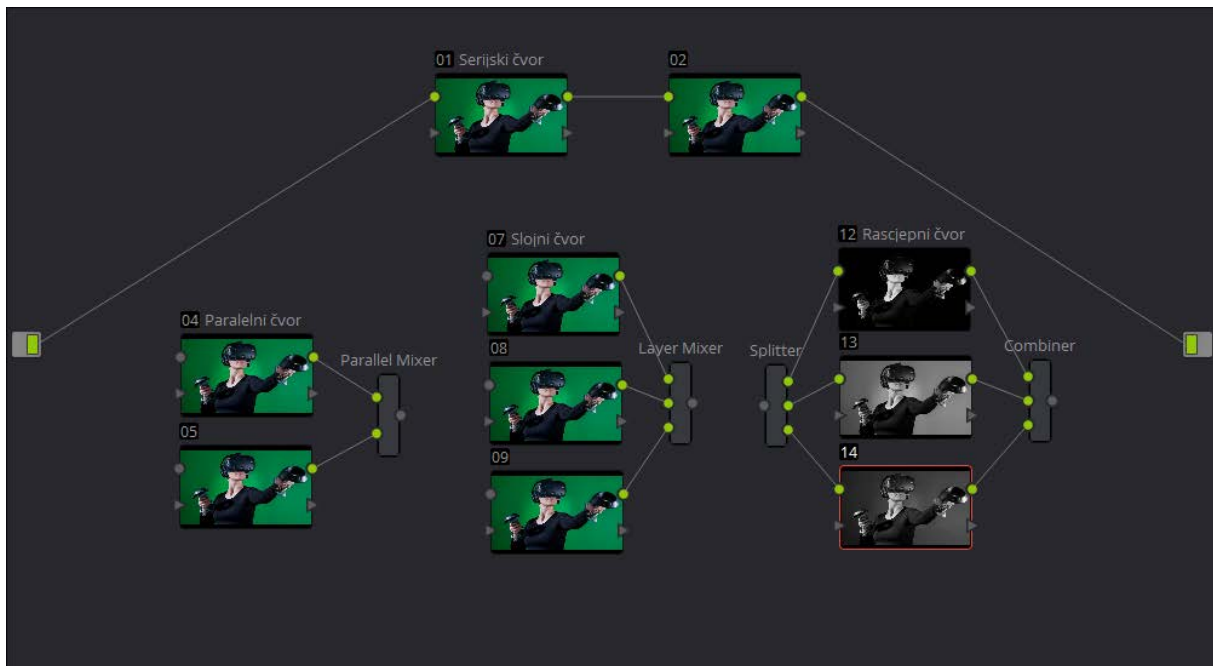 01 Serijski čvor
02
04 Paralelni čvor
05
Parallel Mixer
07 Slojni čvor
08
09
Layer Mixer
Splitter
12 Rascjepni čvor
13
14
Combiner